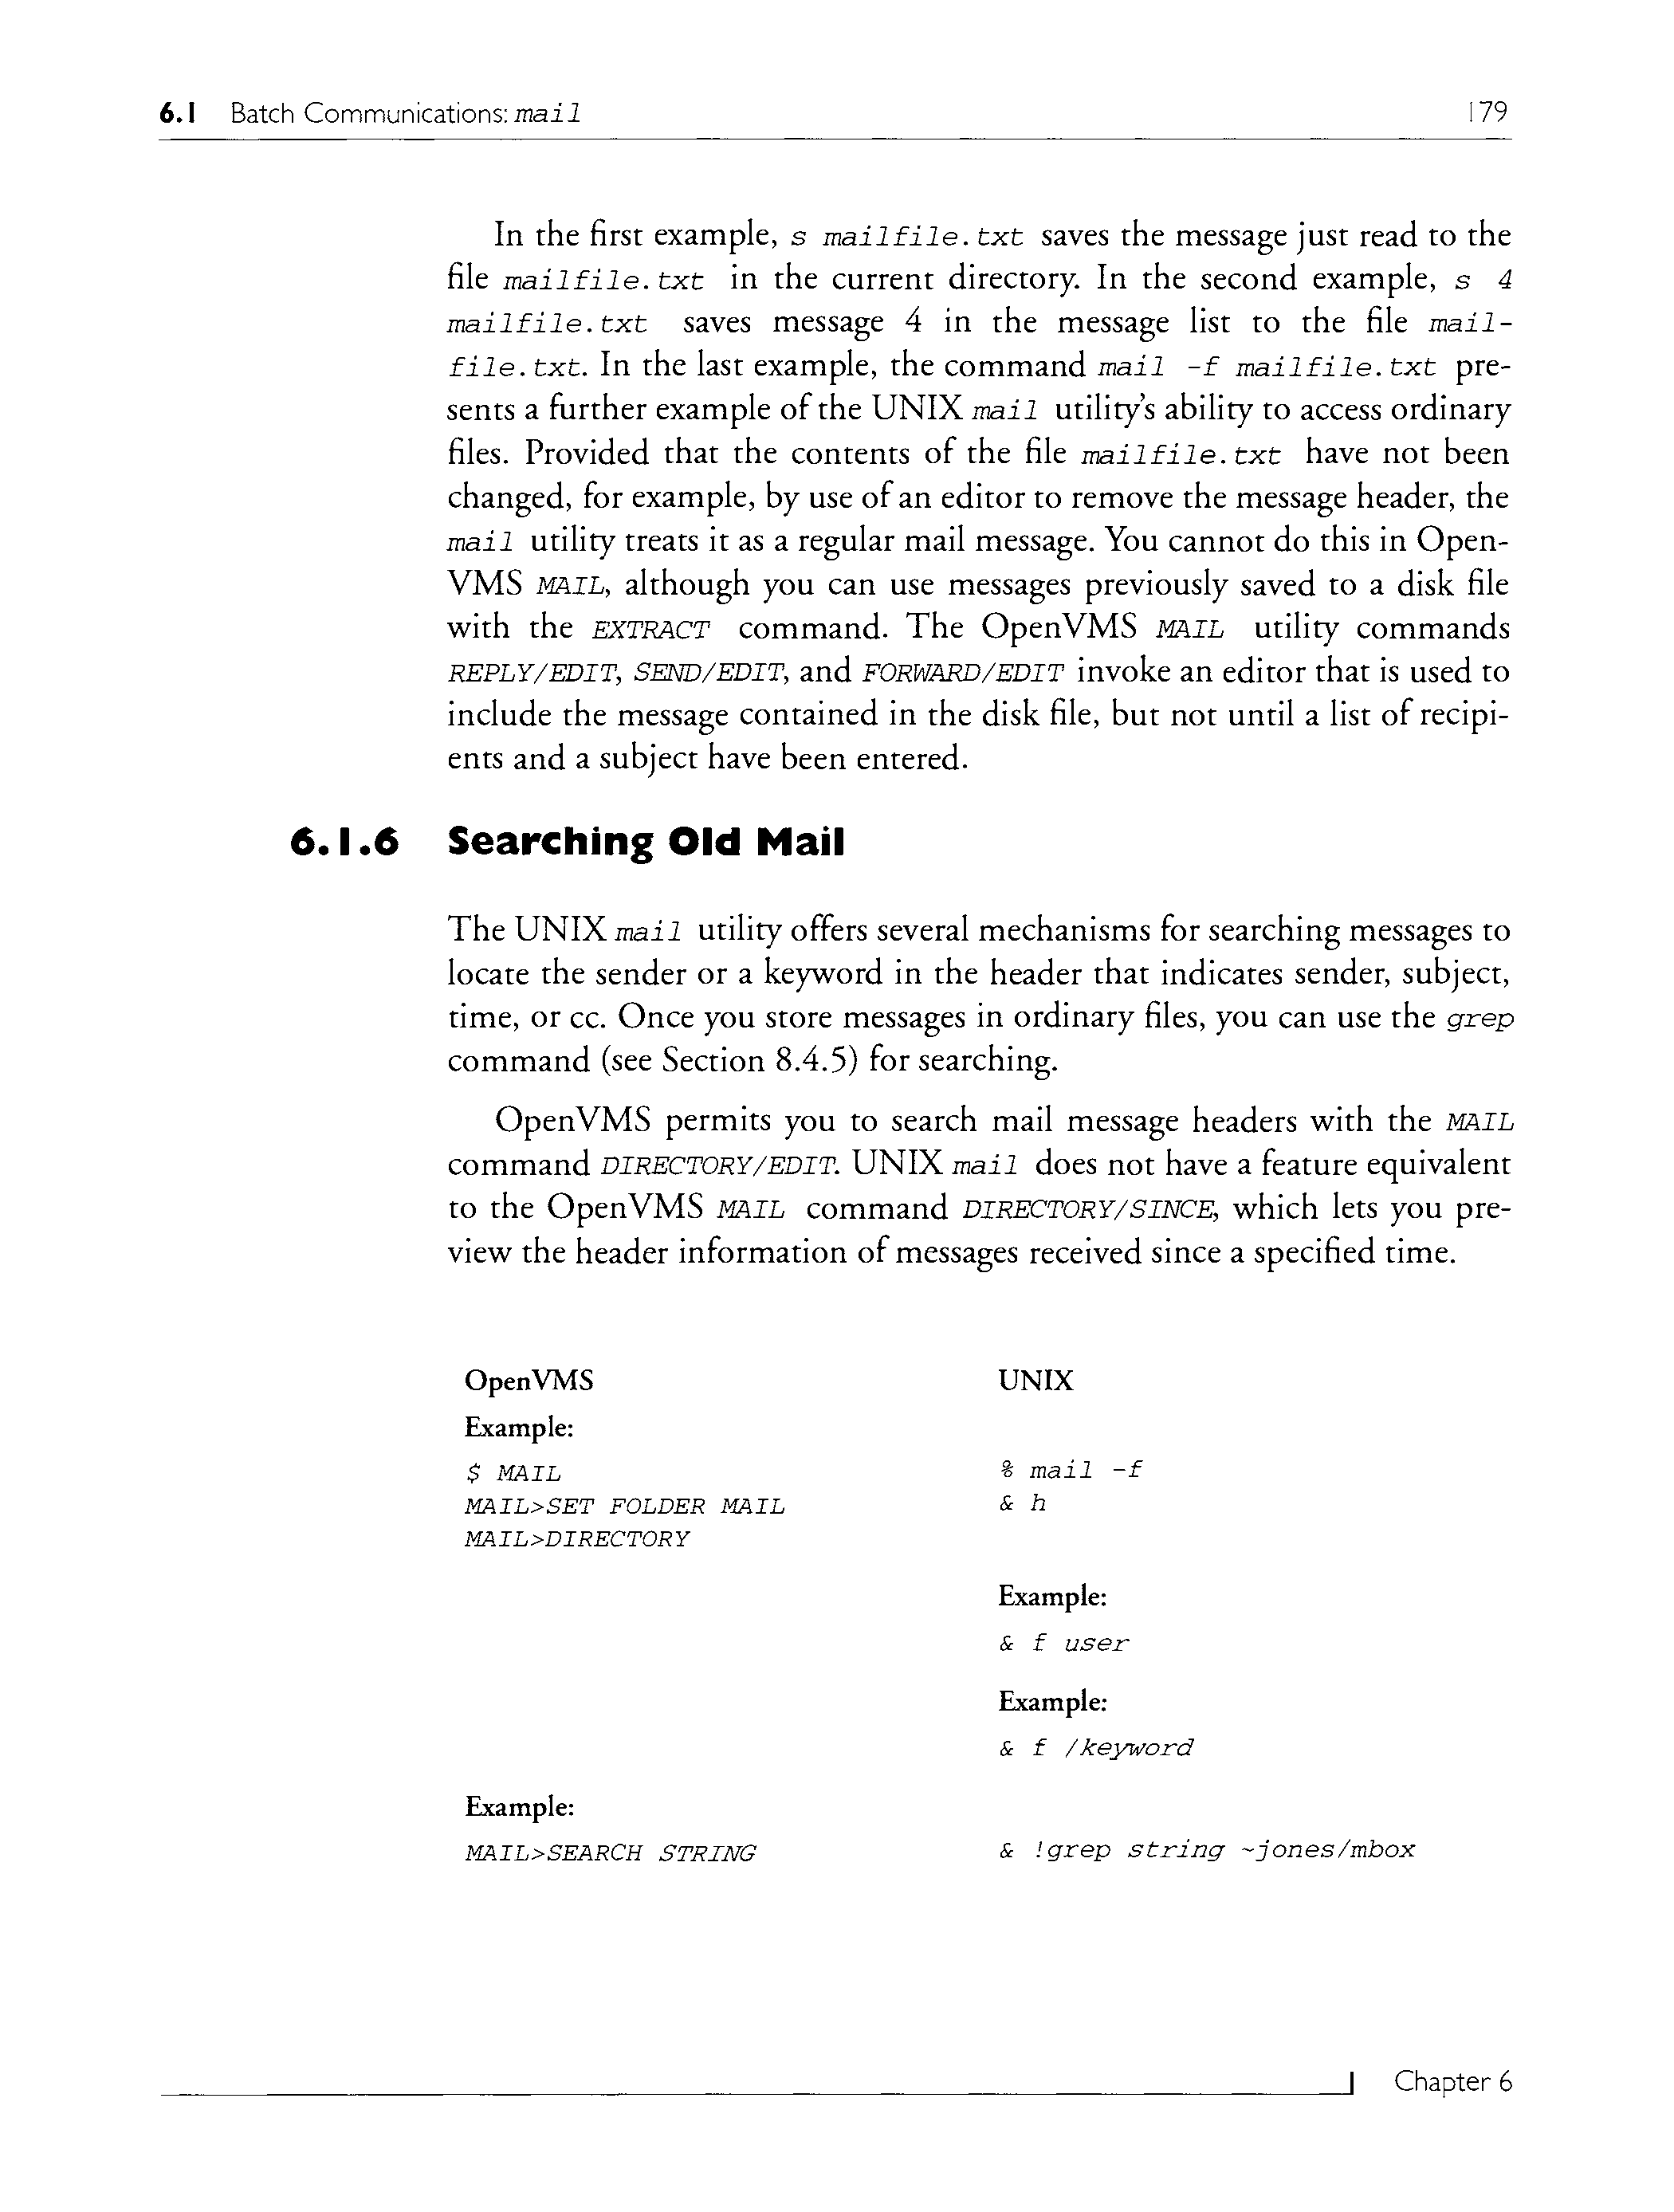 6.1 Batch Communications: mail 179
In the first example, s mailfile.txt saves the message just read to the
file mailfile.txt in the current directory. In the second example, s 4
mailfile.txt saves message 4 in the message list to the file mail-
file.txt. In the last example, the command mail -f mailfile.txt pre-
sents a further example of the UNIX mail utility's ability to access ordinary
files. Provided that the contents of the file mailfile.txt have not been
changed, for example, by use of an editor to remove the message header, the
mail utility treats it as a regular mail message. You cannot do this in Open-
VMS MAIL, although you can use messages previously saved to a disk file
with the EXTRACT command. The OpenVMS MAIL utility commands
REPLY/EDIT, SEND/EDIT, and FORWARD/EDIT invoke an editor that is used to
include the message contained in the disk file, but not until a list of recipi-
ents and a subject have been entered.
6.1.6 Searching Old Mail
The UNIX mail utility offers several mechanisms for searching messages to
locate the sender or a keyword in the header that indicates sender, subject,
time, or cc. Once you store messages in ordinary files, you can use the grep
command (see Section 8.4.5) for searching.
OpenVMS permits you to search mail message headers with the MAIL
command DIRECTORY/EDIT. UNIX mail does not have a feature equivalent
to the OpenVMS MAIL command DIRECTORY/SINCE, which lets you pre-
view the header information of messages received since a specified time.
OpenVMS UNIX
Example:
$ MAIL % mail -f
MAIL>SET FOLDER MAIL & h
MAIL>DIRECTORY
Example:
& f user
Example:
& f /keyword
Example:
MAIL>SEARCH STRING & !grep string ~jones/mbox
Chapter 6